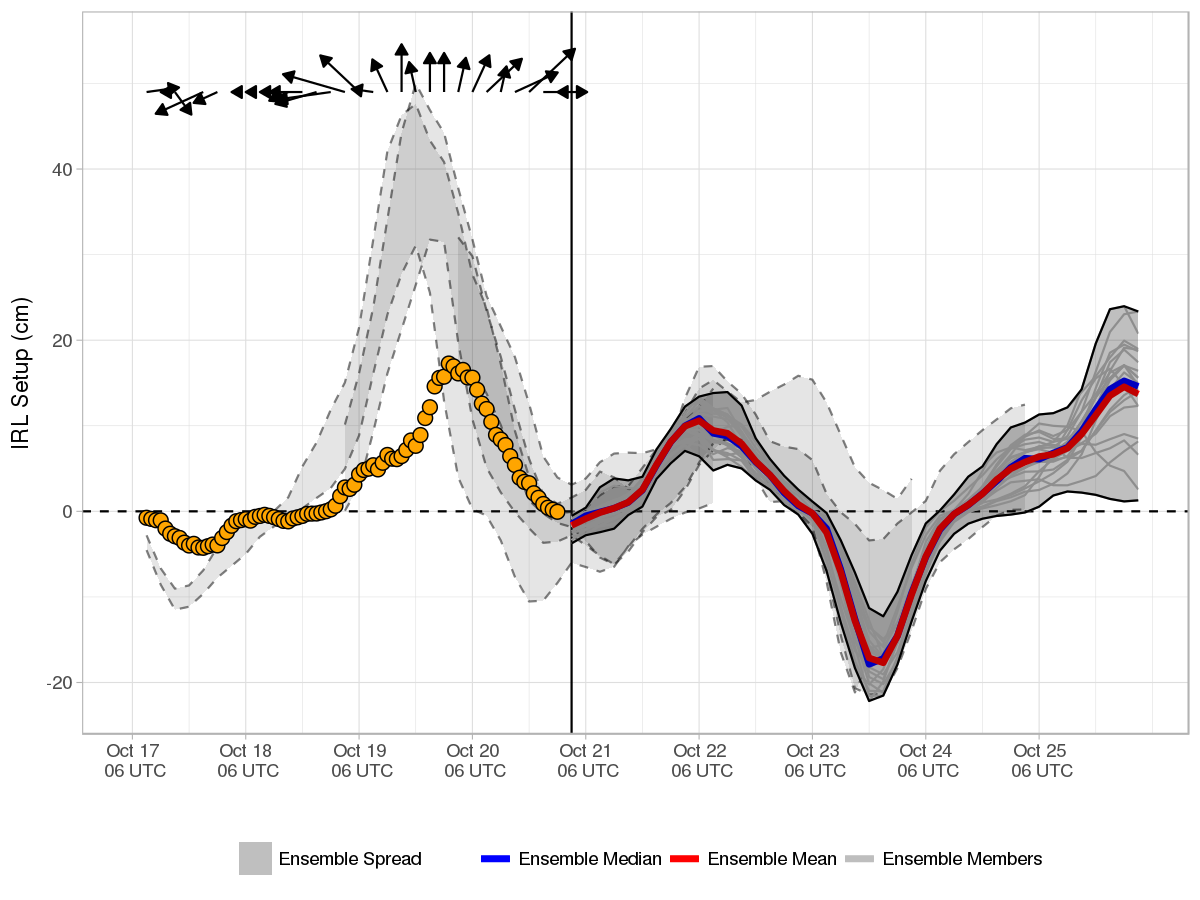 IRL Setup (cm)
40
20
0
-20
Oct 17 Oct 18 Oct 19 Oct 20 Oct 21 Oct 22 Oct 23 Oct 24 Oct 25
06 UTC 06 UTC 06 UTC 06 UTC 06 UTC 06 UTC 06 UTC 06 UTC 06 UTC
Ensemble Spread Ensemble Median Ensemble Mean Ensemble Members